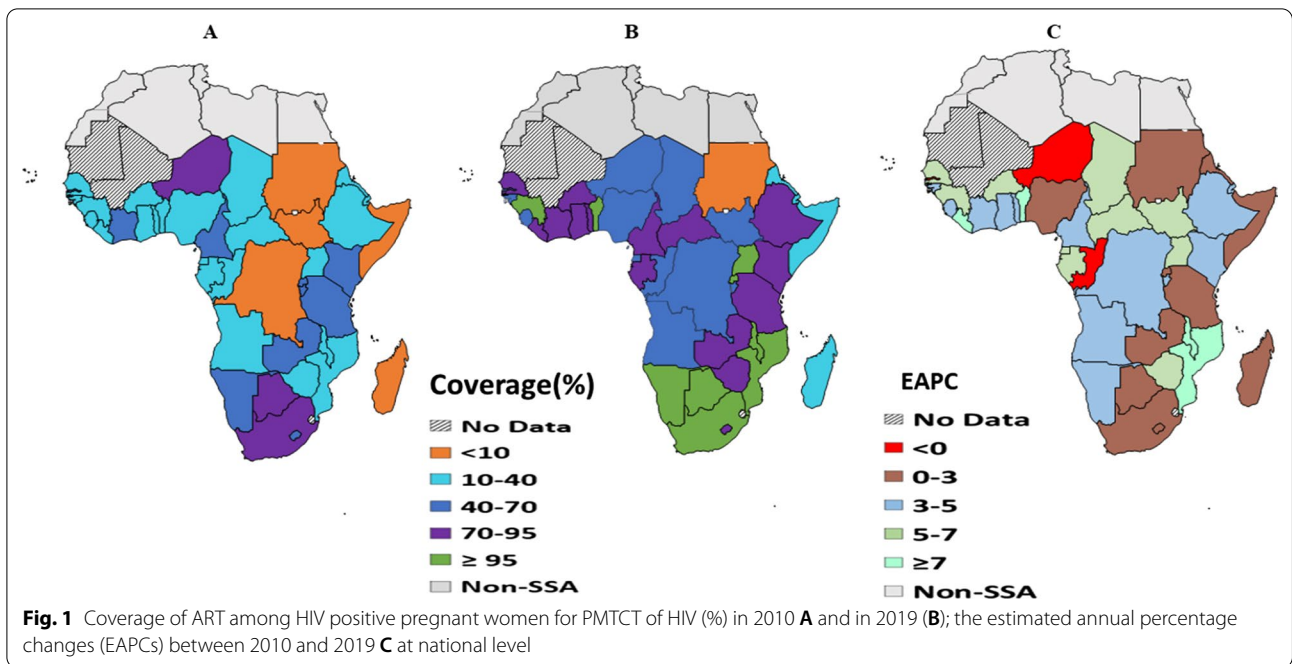 A
B
C
Coverage(%)
No Data
<10
10-40
40-70
70-95
≥ 95
Non-SSA
EAPC
No Data
<0
0-3
3-5
5-7
≥7
Non-SSA
Fig. 1 Coverage of ART among HIV positive pregnant women for PMTCT of HIV (%) in 2010 A and in 2019 (B); the estimated annual percentage
changes (EAPCs) between 2010 and 2019 C at national level